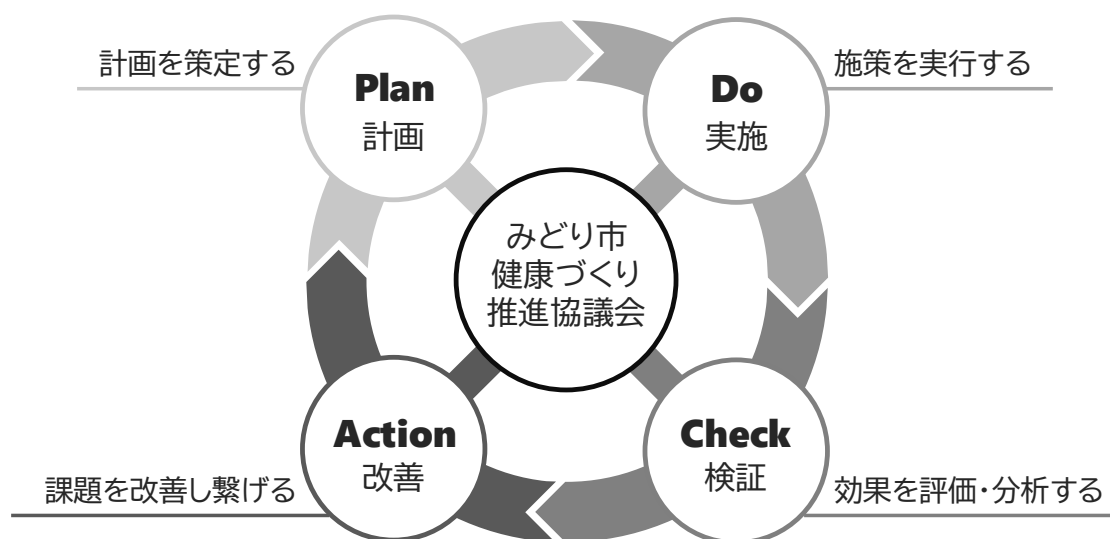 計画を策定する
Plan
計画
Do
実施
施策を実行する
みどり市
健康づくり
推進協議会
課題を改善し繋げる
Action
改善
Check
検証
効果を評価・分析する